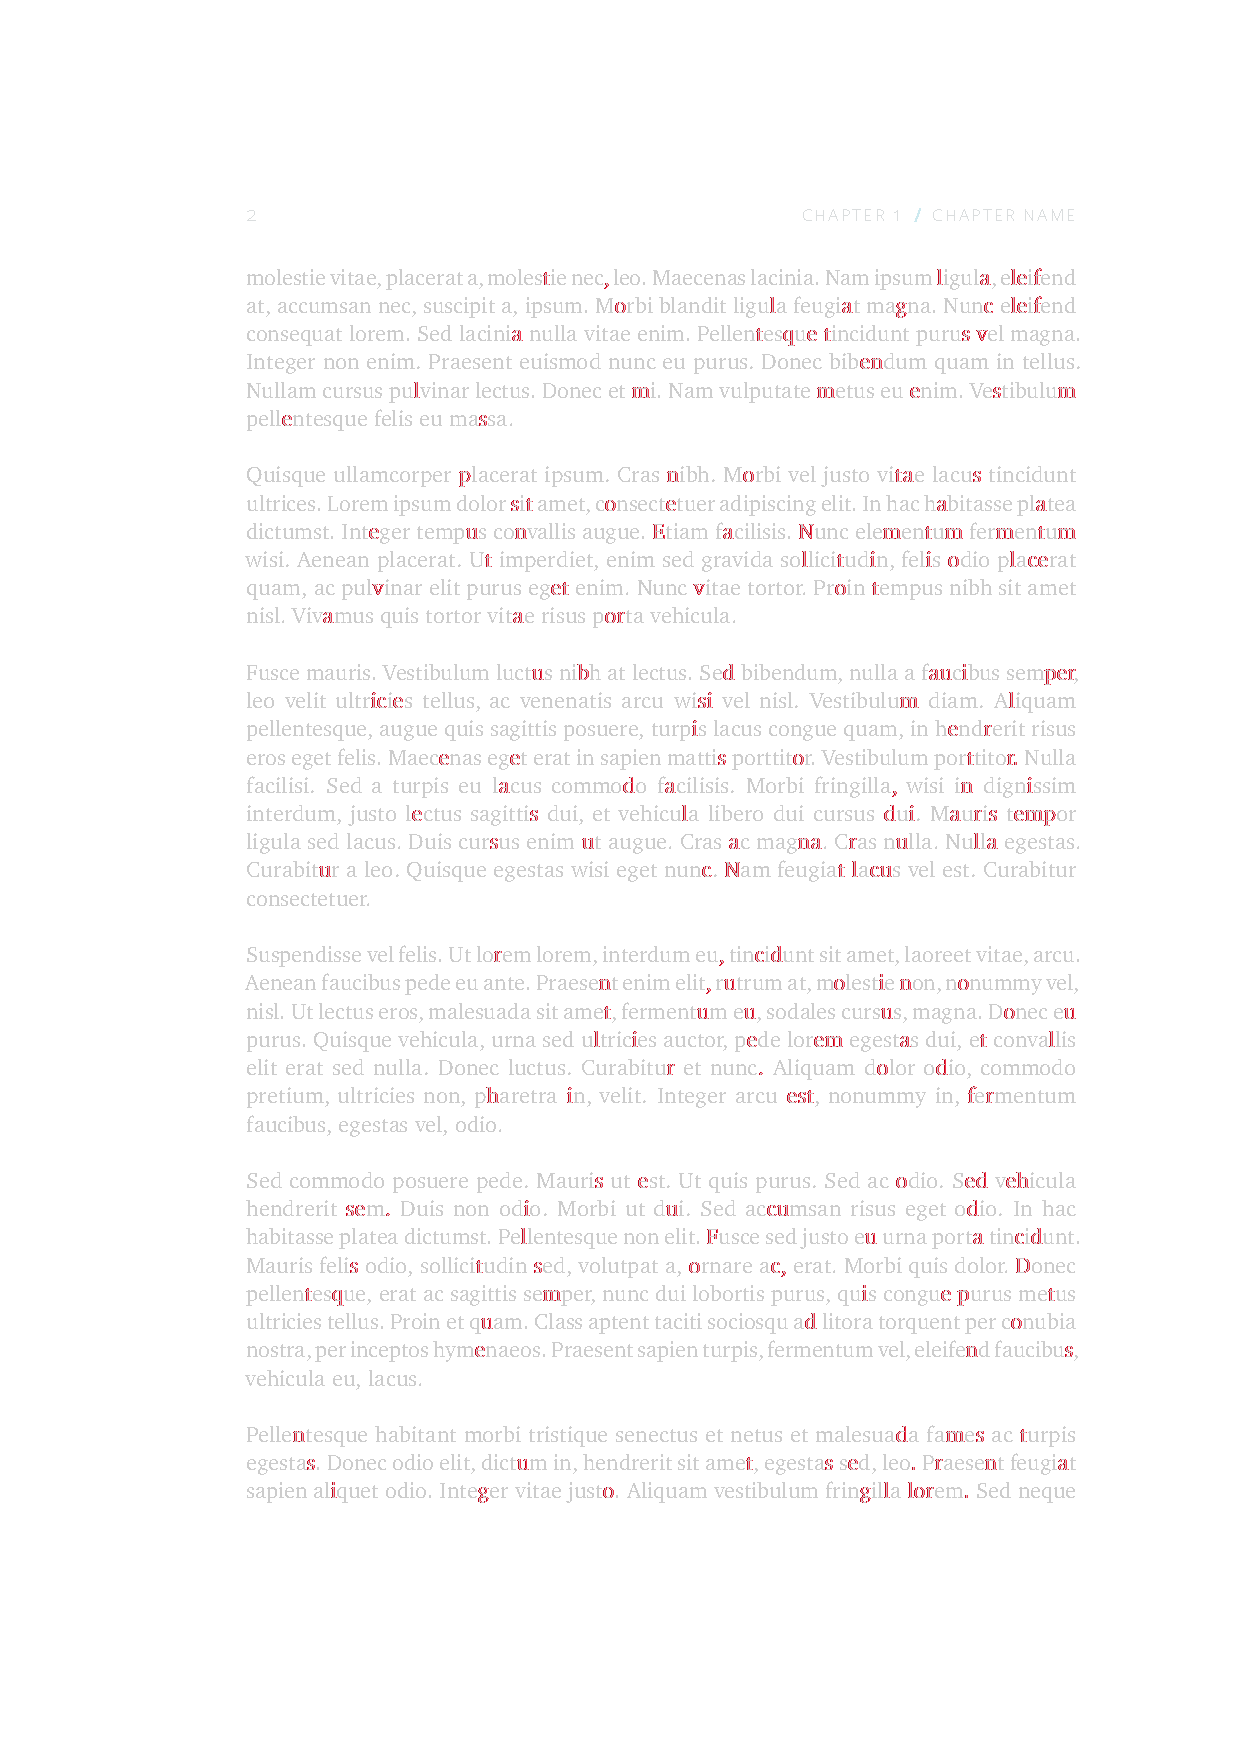 2 CHAPTER 1 / CHAPTER NAME
molestie vitae, placerat a, molestie nec, leo. Maecenas lacinia. Nam ipsum ligula, eleifend
at, accumsan nec, suscipit a, ipsum. Morbi blandit ligula feugiat magna. Nunc eleifend
consequat lorem. Sed lacinia nulla vitae enim. Pellentesque tincidunt purus vel magna.
Integer non enim. Praesent euismod nunc eu purus. Donec bibendum quam in tellus.
Nullam cursus pulvinar lectus. Donec et mi. Nam vulputate metus eu enim. Vestibulum
pellentesque felis eu massa.
Quisque ullamcorper placerat ipsum. Cras nibh. Morbi vel justo vitae lacus tincidunt
ultrices. Lorem ipsum dolor sit amet, consectetuer adipiscing elit. In hac habitasse platea
dictumst. Integer tempus convallis augue. Etiam facilisis. Nunc elementum fermentum
wisi. Aenean placerat. Ut imperdiet, enim sed gravida sollicitudin, felis odio placerat
quam, ac pulvinar elit purus eget enim. Nunc vitae tortor. Proin tempus nibh sit amet
nisl. Vivamus quis tortor vitae risus porta vehicula.
Fusce mauris. Vestibulum luctus nibh at lectus. Sed bibendum, nulla a faucibus semper,
leo velit ultricies tellus, ac venenatis arcu wisi vel nisl. Vestibulum diam. Aliquam
pellentesque, augue quis sagittis posuere, turpis lacus congue quam, in hendrerit risus
eros eget felis. Maecenas eget erat in sapien mattis porttitor. Vestibulum porttitor. Nulla
facilisi. Sed a turpis eu lacus commodo facilisis. Morbi fringilla, wisi in dignissim
interdum, justo lectus sagittis dui, et vehicula libero dui cursus dui. Mauris tempor
ligula sed lacus. Duis cursus enim ut augue. Cras ac magna. Cras nulla. Nulla egestas.
Curabitur a leo. Quisque egestas wisi eget nunc. Nam feugiat lacus vel est. Curabitur
consectetuer.
Suspendisse vel felis. Ut lorem lorem, interdum eu, tincidunt sit amet, laoreet vitae, arcu.
Aenean faucibus pede eu ante. Praesent enim elit, rutrum at, molestie non, nonummy vel,
nisl. Ut lectus eros, malesuada sit amet, fermentum eu, sodales cursus, magna. Donec eu
purus. Quisque vehicula, urna sed ultricies auctor, pede lorem egestas dui, et convallis
elit erat sed nulla. Donec luctus. Curabitur et nunc. Aliquam dolor odio, commodo
pretium, ultricies non, pharetra in, velit. Integer arcu est, nonummy in, fermentum
faucibus, egestas vel, odio.
Sed commodo posuere pede. Mauris ut est. Ut quis purus. Sed ac odio. Sed vehicula
hendrerit sem. Duis non odio. Morbi ut dui. Sed accumsan risus eget odio. In hac
habitasse platea dictumst. Pellentesque non elit. Fusce sed justo eu urna porta tincidunt.
Mauris felis odio, sollicitudin sed, volutpat a, ornare ac, erat. Morbi quis dolor. Donec
pellentesque, erat ac sagittis semper, nunc dui lobortis purus, quis congue purus metus
ultricies tellus. Proin et quam. Class aptent taciti sociosqu ad litora torquent per conubia
nostra, per inceptos hymenaeos. Praesent sapien turpis, fermentum vel, eleifend faucibus,
vehicula eu, lacus.
Pellentesque habitant morbi tristique senectus et netus et malesuada fames ac turpis
egestas. Donec odio elit, dictum in, hendrerit sit amet, egestas sed, leo. Praesent feugiat
sapien aliquet odio. Integer vitae justo. Aliquam vestibulum fringilla lorem. Sed neque